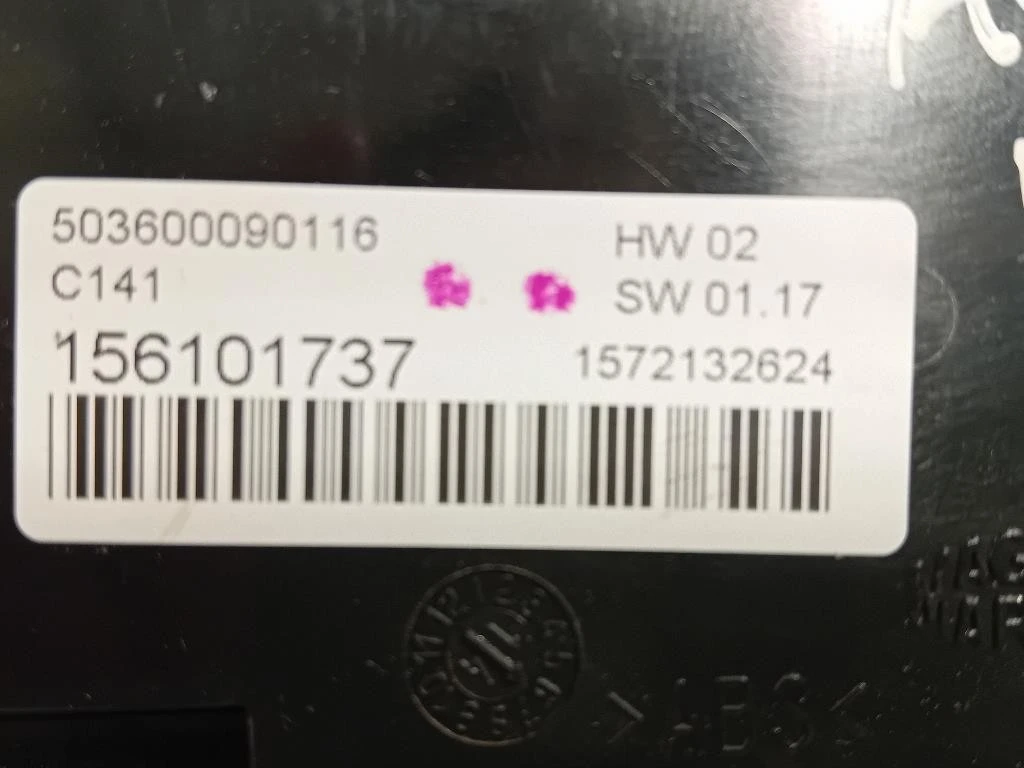 503600090116
HW 02
C141
SW 01.17
156101737
1572132624
>ABS<